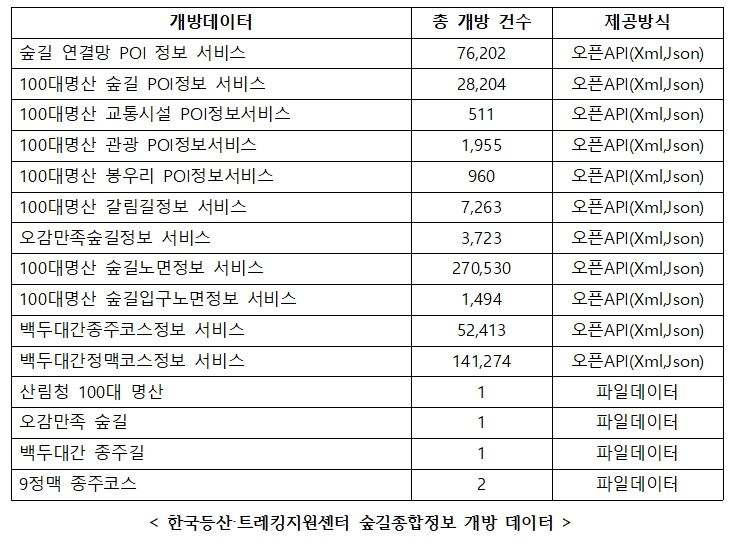 개방데이터 총 개방 건수 제공방식
숲길 연결망 POI 정보 서비스 76,202 오픈API(Xml,Json)
100대명산 숲길 POI정보 서비스 28,204 오픈API(Xml,Json)
100대명산 교통시설 POI정보서비스 511 오픈API(Xml,Json)
100대명산 관광 POI정보서비스 1,955 오픈API(Xml,Json)
100대명산 봉우리 POI정보서비스 960 오픈API(Xml,Json)
100대명산 갈림길정보 서비스 7,263 오픈API(Xml,Json)
오감만족숲길정보 서비스 3,723 오픈API(Xml,Json)
100대명산 숲길노면정보 서비스 270,530 오픈API(Xml,Json)
100대명산 숲길입구노면정보 서비스 1,494 오픈API(Xml,Json)
백두대간종주코스정보 서비스 52,413 오픈API(Xml,Json)
백두대간정맥코스정보 서비스 141,274 오픈API(Xml,Json)
산림청 100대 명산 1 파일데이터
오감만족 숲길 1 파일데이터
백두대간 종주길 1 파일데이터
9정맥 종주코스 2 파일데이터
< 한국등산·트레킹지원센터 숲길종합정보 개방 데이터 >